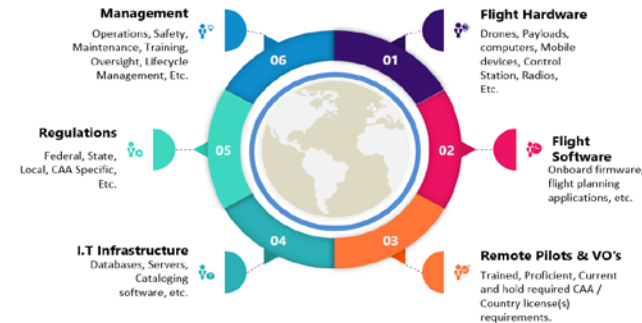 Management
Operations, Safety,
Maintenance, Training,
Oversight, Lifecycle
Management, Etc.
06
01
Flight Hardware
Drones, Payloads,
computers, Mobile
devices, Control
Station, Radios,
Etc.
Regulations
Federal, State,
Local, CAA Specific,
Etc.
05
02
Flight
Software
Onboard firmware,
flight planning
applications, etc.
I.T Infrastructure
Databases, Servers,
Cataloging
software, etc.
04
03
Remote Pilots & VO's
Trained, Proficient, Current
and hold required CAA /
Country license(s)
requirements.